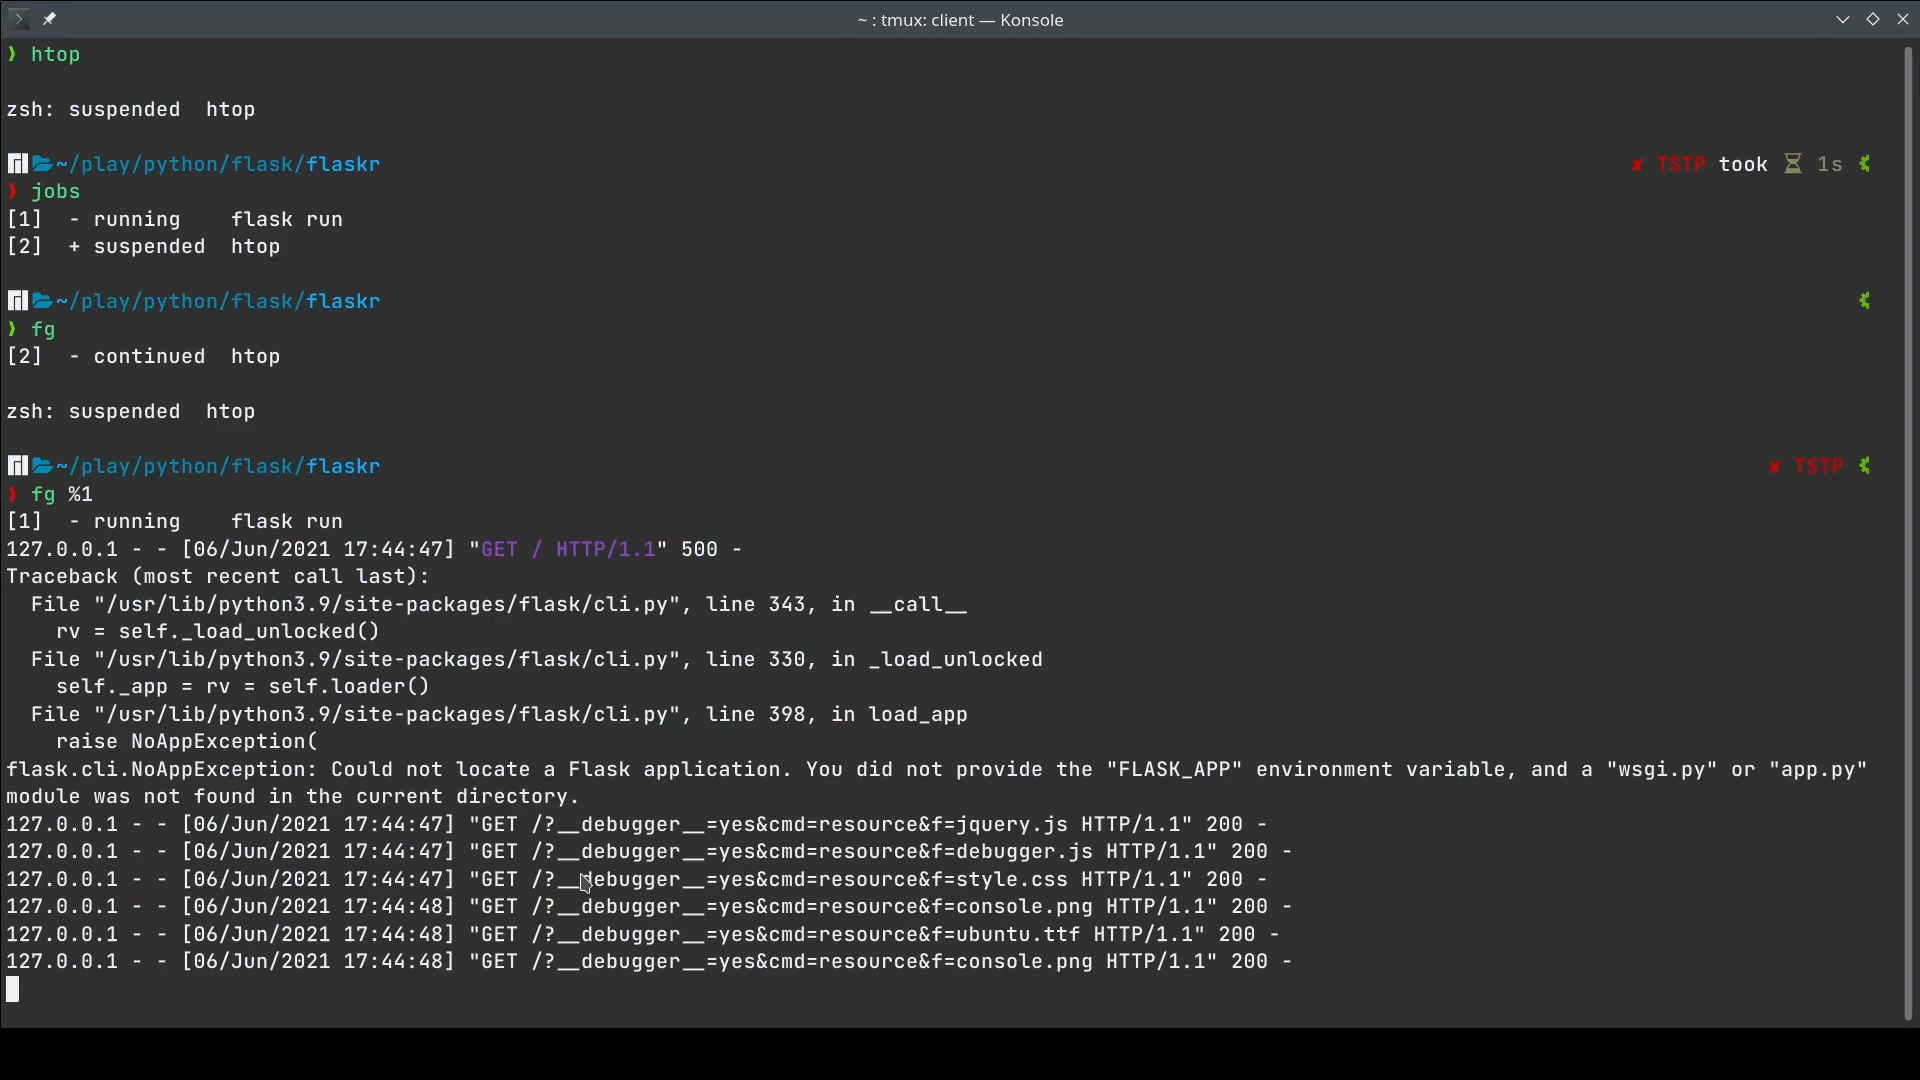 ~ : tmux: client — Konsole
❯ htop
zsh: suspended  htop
~/play/python/flask/flaskr ✘ TSTP took ⌛ 1s
❯ jobs
[1]  - running    flask run
[2]  + suspended  htop
~/play/python/flask/flaskr
❯ fg
[2]  - continued  htop
zsh: suspended  htop
~/play/python/flask/flaskr ✘ TSTP
❯ fg %1
[1]  - running    flask run
127.0.0.1 - - [06/Jun/2021 17:44:47] "GET / HTTP/1.1" 500 -
Traceback (most recent call last):
  File "/usr/lib/python3.9/site-packages/flask/cli.py", line 343, in __call__
    rv = self._load_unlocked()
  File "/usr/lib/python3.9/site-packages/flask/cli.py", line 330, in _load_unlocked
    self._app = rv = self.loader()
  File "/usr/lib/python3.9/site-packages/flask/cli.py", line 398, in load_app
    raise NoAppException(
flask.cli.NoAppException: Could not locate a Flask application. You did not provide the "FLASK_APP" environment variable, and a "wsgi.py" or "app.py"
module was not found in the current directory.
127.0.0.1 - - [06/Jun/2021 17:44:47] "GET /?__debugger__=yes&cmd=resource&f=jquery.js HTTP/1.1" 200 -
127.0.0.1 - - [06/Jun/2021 17:44:47] "GET /?__debugger__=yes&cmd=resource&f=debugger.js HTTP/1.1" 200 -
127.0.0.1 - - [06/Jun/2021 17:44:47] "GET /?__debugger__=yes&cmd=resource&f=style.css HTTP/1.1" 200 -
127.0.0.1 - - [06/Jun/2021 17:44:48] "GET /?__debugger__=yes&cmd=resource&f=console.png HTTP/1.1" 200 -
127.0.0.1 - - [06/Jun/2021 17:44:48] "GET /?__debugger__=yes&cmd=resource&f=ubuntu.ttf HTTP/1.1" 200 -
127.0.0.1 - - [06/Jun/2021 17:44:48] "GET /?__debugger__=yes&cmd=resource&f=console.png HTTP/1.1" 200 -